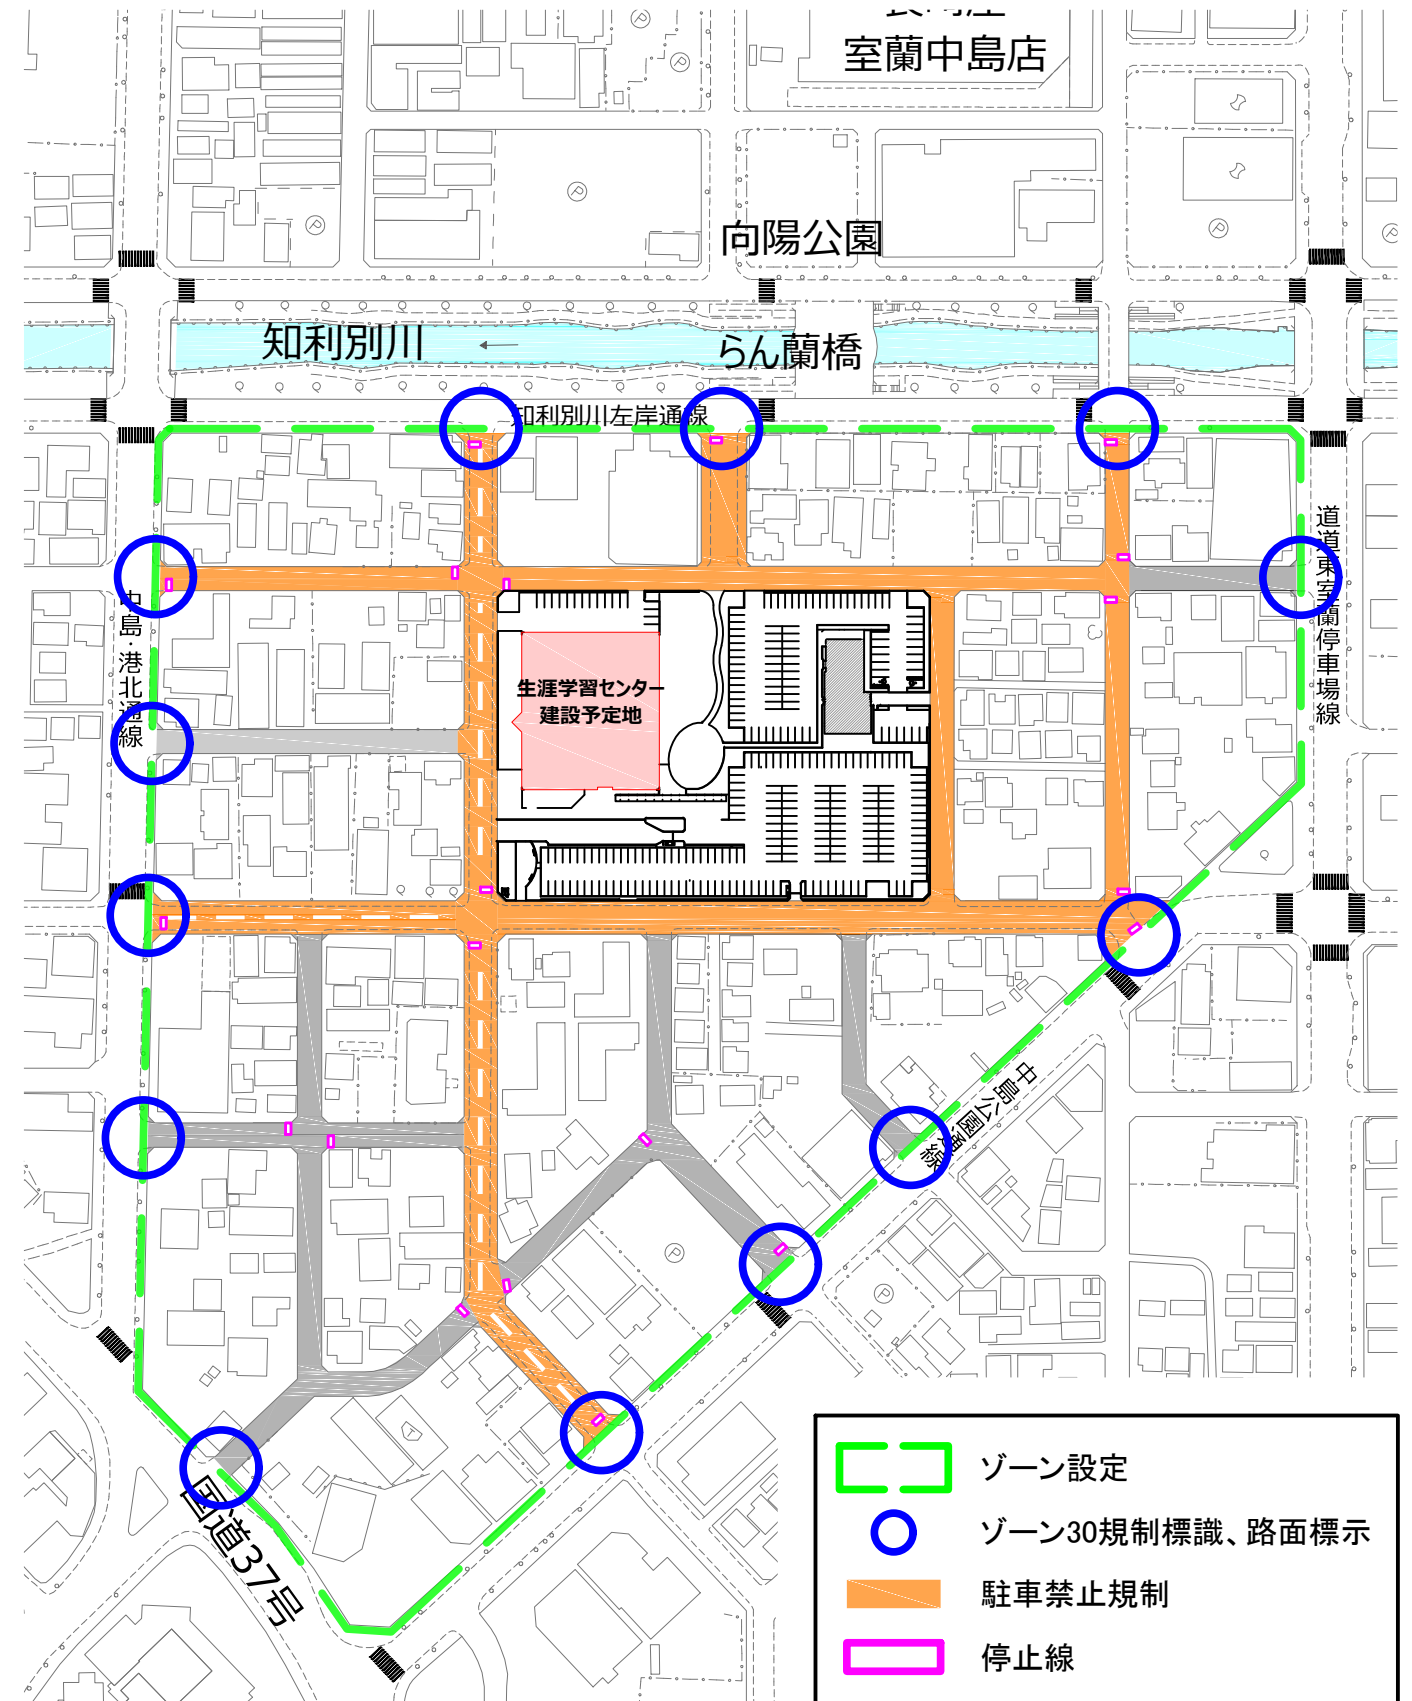 室蘭中島店
向陽公園
知利別川
らん蘭橋
知利別川左岸通線
道道東室蘭停車場線
中島・港北通線
生涯学習センター
建設予定地
中島公園通線
国道37号
ゾーン設定
ゾーン30規制標識、路面標示
駐車禁止規制
停止線
P
P
P
P
P
P
P
P
T